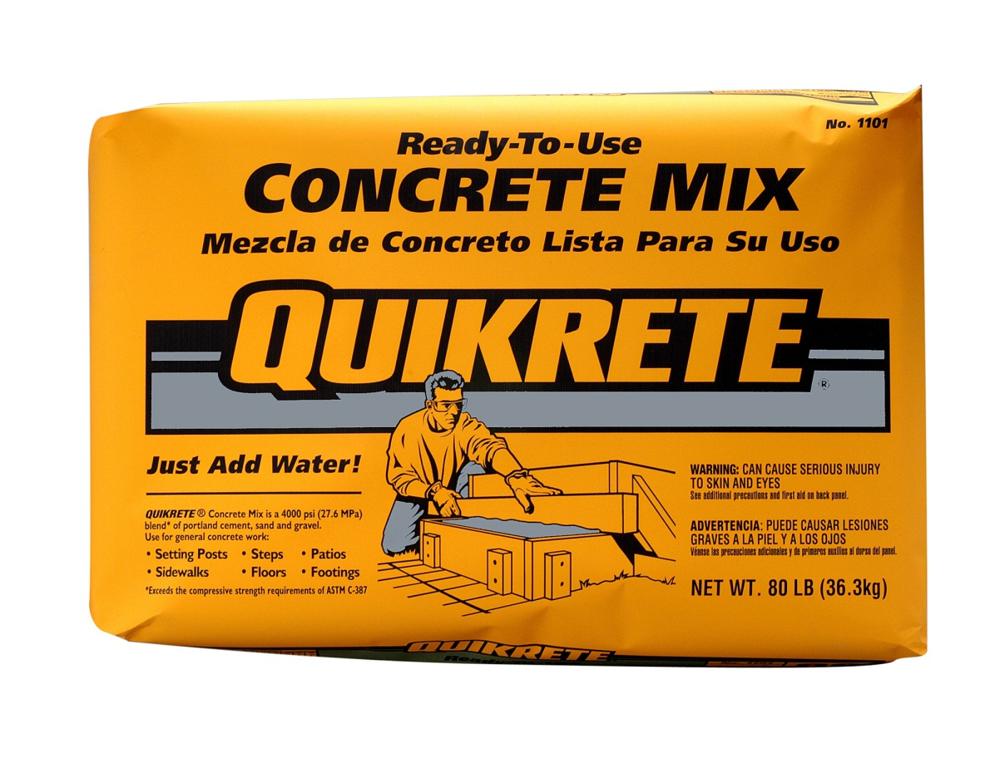 No. 1101
Ready-To-Use
CONCRETE MIX
Mezcla de Concreto Lista Para Su Uso
QUIKRETE
®
Just Add Water!
QUIKRETE ® Concrete Mix is a 4000 psi (27.6 MPa)
blend* of portland cement, sand and gravel.
Use for general concrete work:
• Setting Posts • Steps • Patios
• Sidewalks • Floors • Footings
*Exceeds the compressive strength requirements of ASTM C-387
WARNING: CAN CAUSE SERIOUS INJURY
TO SKIN AND EYES
See additional precautions and first aid on back panel.
ADVERTENCIA: PUEDE CAUSAR LESIONES
GRAVES A LA PIEL Y A LOS OJOS
Véanse las precauciones adicionales y de primeros auxilios al dorso del panel.
NET WT. 80 LB (36.3kg)
QUIKRETE